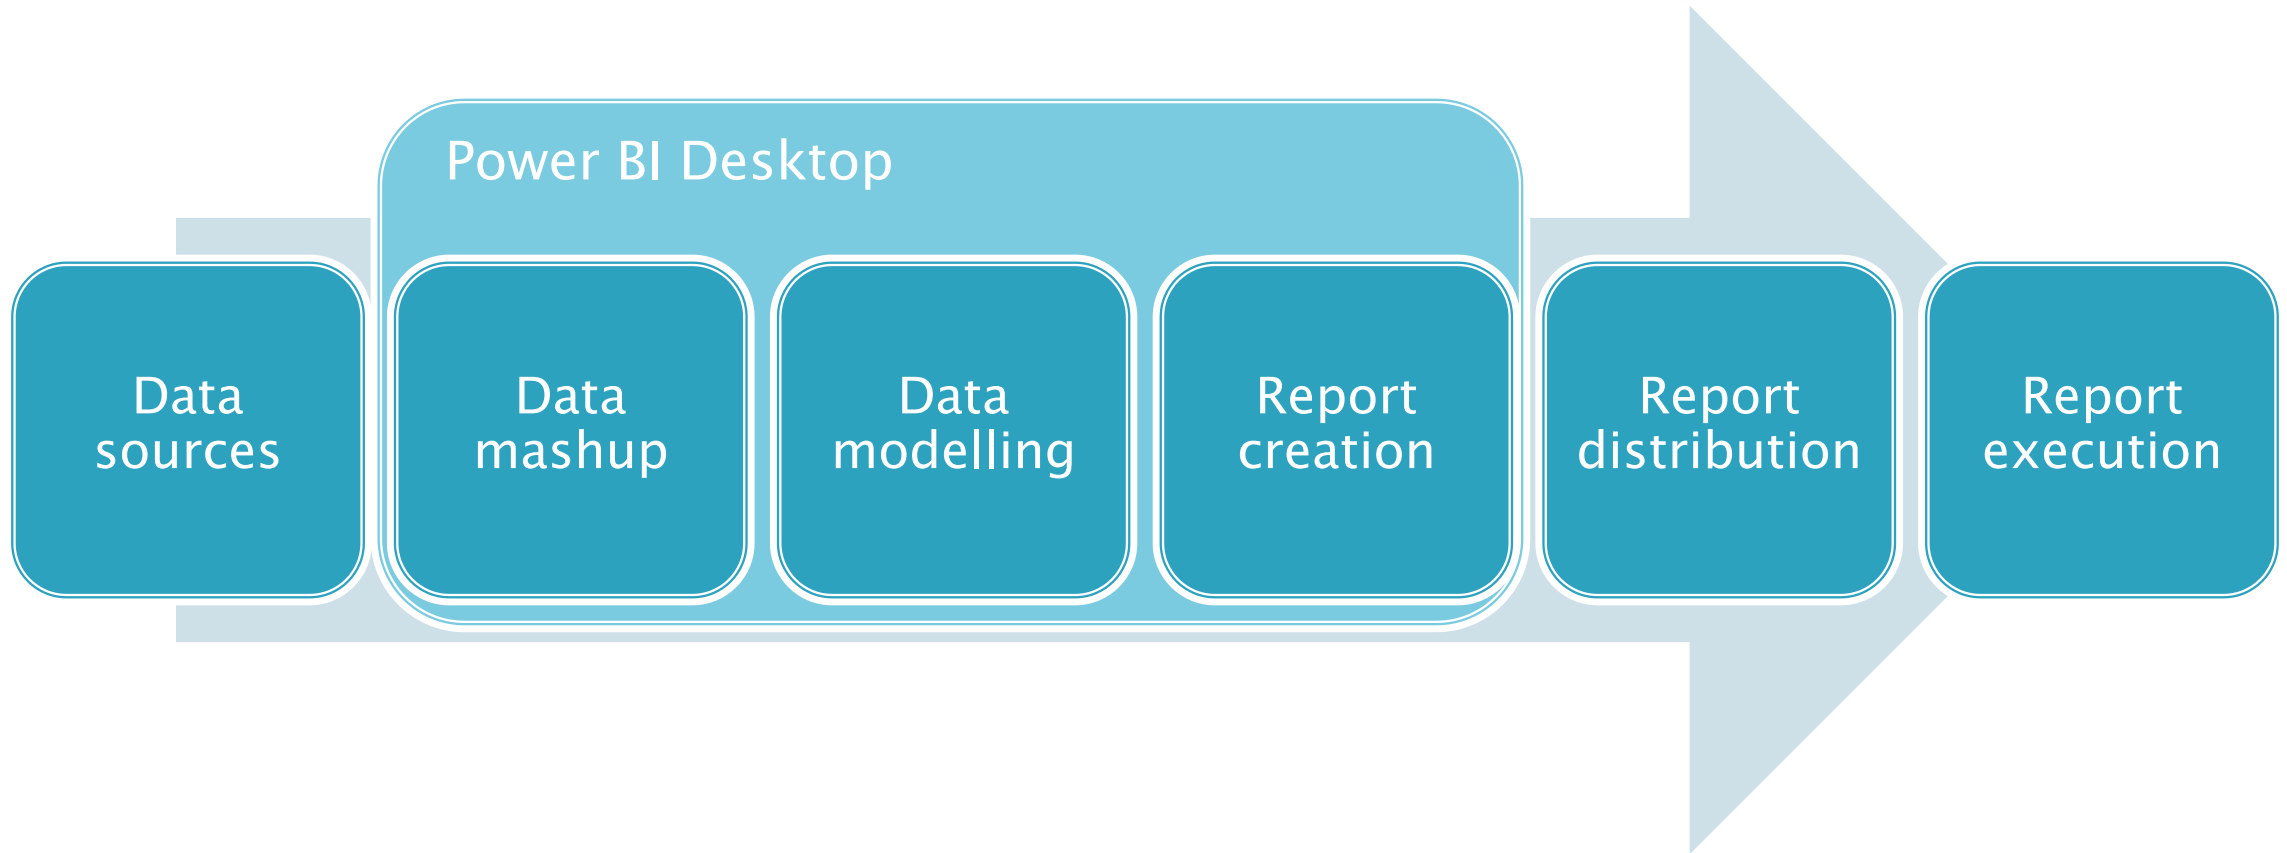 Power BI Desktop
Data
sources
Data
mashup
Data
modelling
Report
creation
Report
distribution
Report
execution